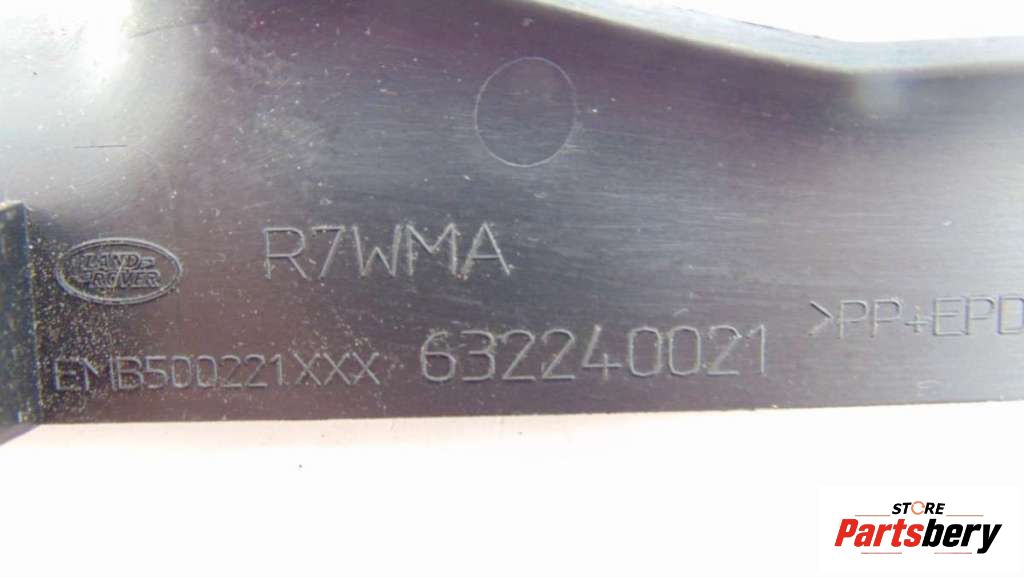 LAND
ROVER
R7WMA
EMB500221XXX
632240021
>PP+EPD
STORE
Partsbery